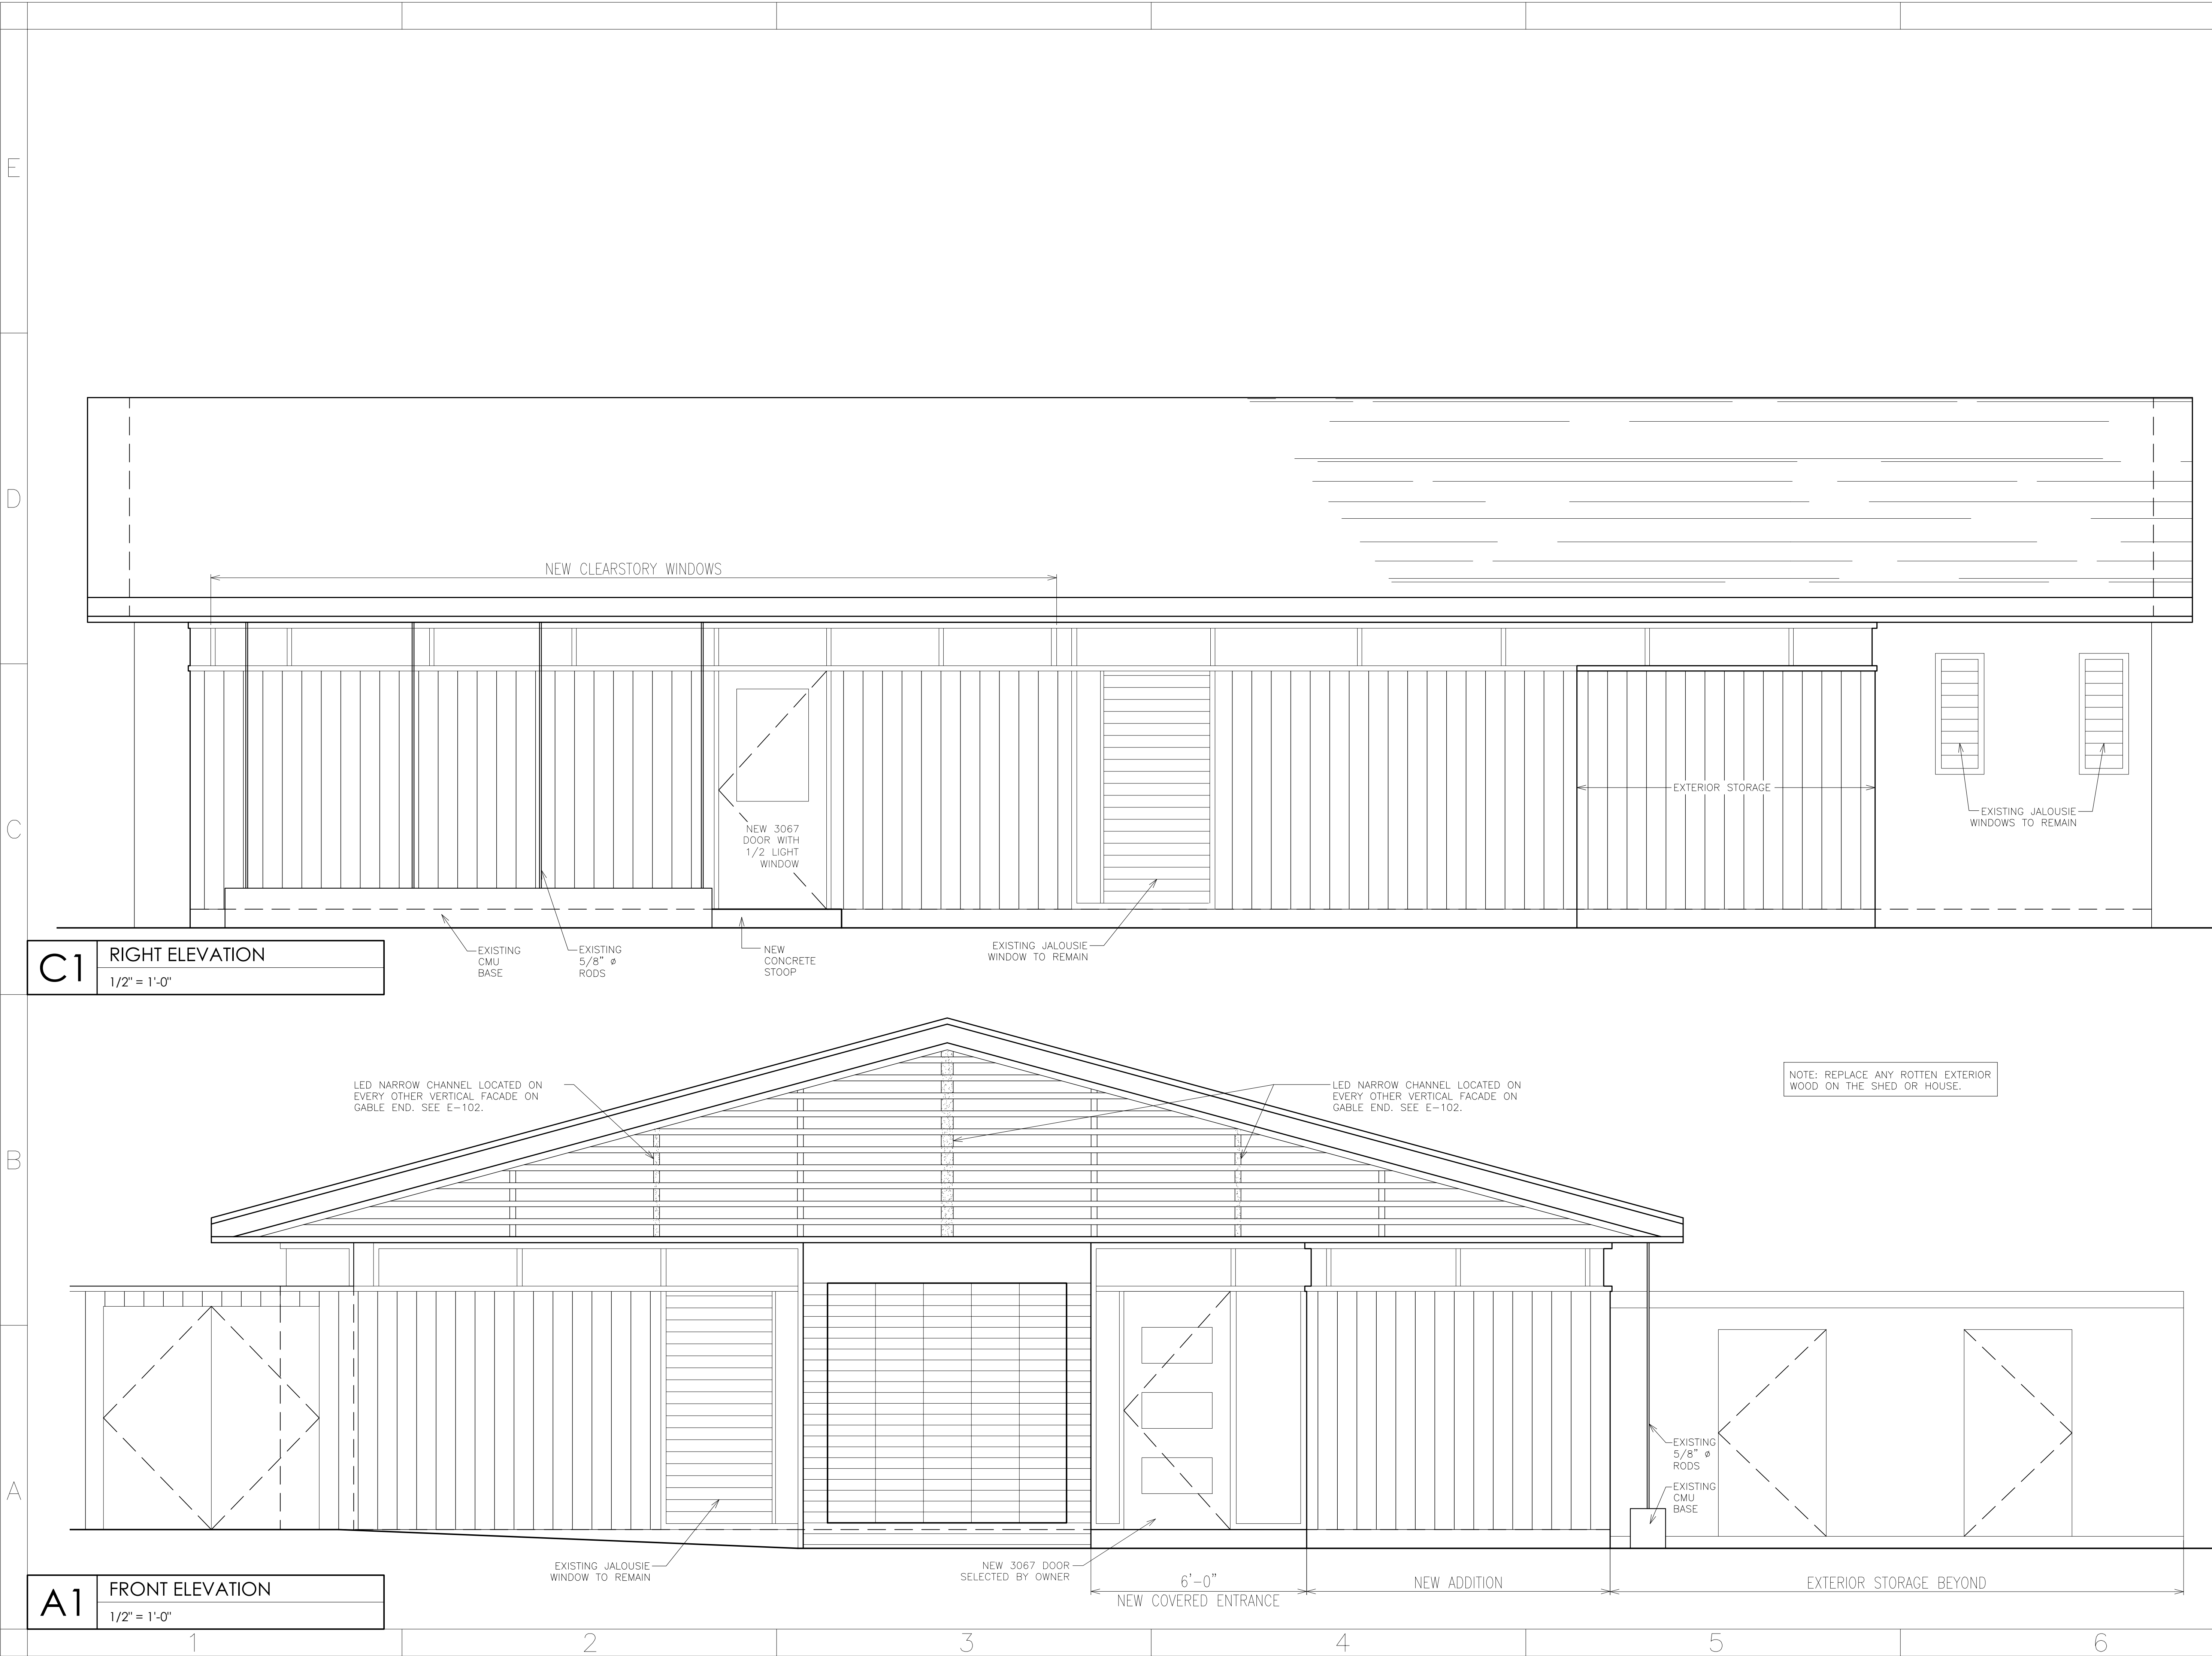 E
D
NEW CLEARSTORY WINDOWS
C
NEW 3067
DOOR WITH
1/2 LIGHT
WINDOW
EXTERIOR STORAGE
EXISTING JALOUSIE
WINDOWS TO REMAIN
EXISTING
CMU
BASE
EXISTING
5/8" ø
RODS
NEW
CONCRETE
STOOP
EXISTING JALOUSIE
WINDOW TO REMAIN
C1
RIGHT ELEVATION
1/2" = 1'-0"
LED NARROW CHANNEL LOCATED ON
EVERY OTHER VERTICAL FACADE ON
GABLE END. SEE E-102.
LED NARROW CHANNEL LOCATED ON
EVERY OTHER VERTICAL FACADE ON
GABLE END. SEE E-102.
NOTE: REPLACE ANY ROTTEN EXTERIOR
WOOD ON THE SHED OR HOUSE.
B
A
EXISTING
5/8" ø
RODS
EXISTING
CMU
BASE
EXISTING JALOUSIE
WINDOW TO REMAIN
NEW 3067 DOOR
SELECTED BY OWNER
6'-0"
NEW COVERED ENTRANCE
NEW ADDITION
EXTERIOR STORAGE BEYOND
A1
FRONT ELEVATION
1/2" = 1'-0"
1
2
3
4
5
6